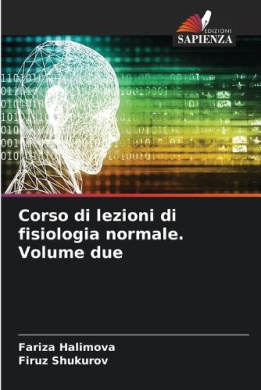 EDIZIONI
SAPIENZA
Corso di lezioni di
fisiologia normale.
Volume due
Fariza Halimova
Firuz Shukurov